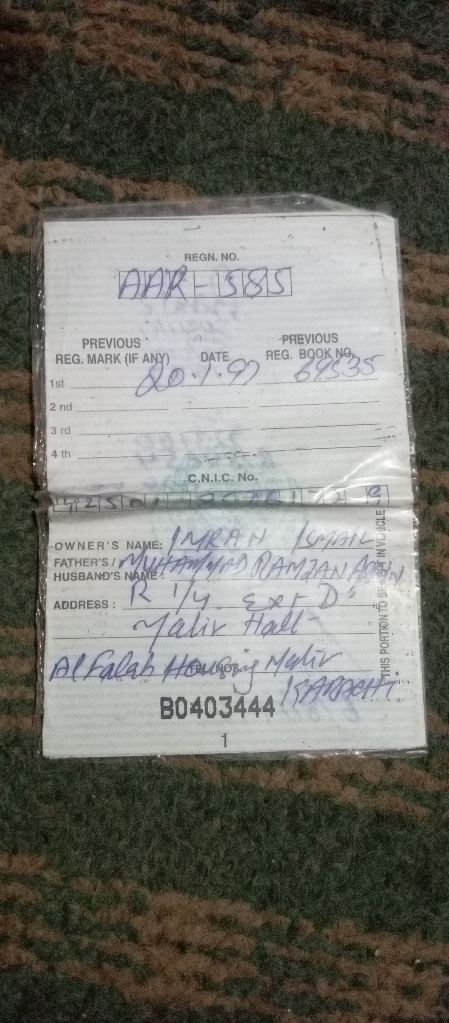 REGN. NO.
AAR - 585
PREVIOUS REG. MARK (IF ANY) DATE PREVIOUS REG. BOOK NO.
1st 20.1.97 69535
2 nd
3 rd
4 th
C.N.I.C. No.
OWNER'S NAME: IMRAN ISMAIL
FATHER'S / HUSBAND'S NAME: MUHAMMAD RAMZAN
ADDRESS : R 1/4 Ext D'
Malir Halt
Al Falah Housing Malir
KARACHI
B0403444
1
THIS PORTION TO BE IN VEHICLE